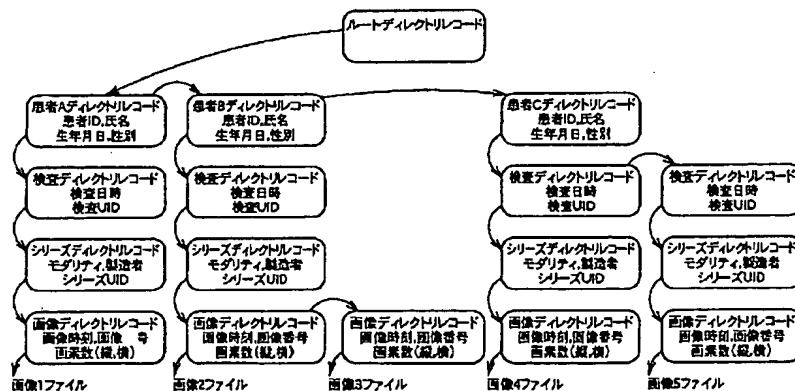 ルートディレクトリレコード
患者Aディレクトリレコード
患者ID,氏名
生年月日,性別
患者Bディレクトリレコード
患者ID,氏名
生年月日,性別
患者Cディレクトリレコード
患者ID,氏名
生年月日,性別
検査ディレクトリレコード
検査日時
検査UID
検査ディレクトリレコード
検査日時
検査UID
検査ディレクトリレコード
検査日時
検査UID
検査ディレクトリレコード
検査日時
検査UID
シリーズディレクトリレコード
モダリティ,製造者
シリーズUID
シリーズディレクトリレコード
モダリティ,製造者
シリーズUID
シリーズディレクトリレコード
モダリティ,製造者
シリーズUID
シリーズディレクトリレコード
モダリティ,製造者
シリーズUID
画像ディレクトリレコード
画像時刻,画像 号
画素数(縦,横)
画像ディレクトリレコード
画像時刻,画像番号
画素数(縦,横)
画像ディレクトリレコード
画像時刻,画像番号
画素数(縦,横)
画像ディレクトリレコード
画像時刻,画像番号
画素数(縦,横)
画像ディレクトリレコード
画像時刻,画像番号
画素数(縦,横)
画像1ファイル
画像2ファイル
画像3ファイル
画像4ファイル
画像5ファイル